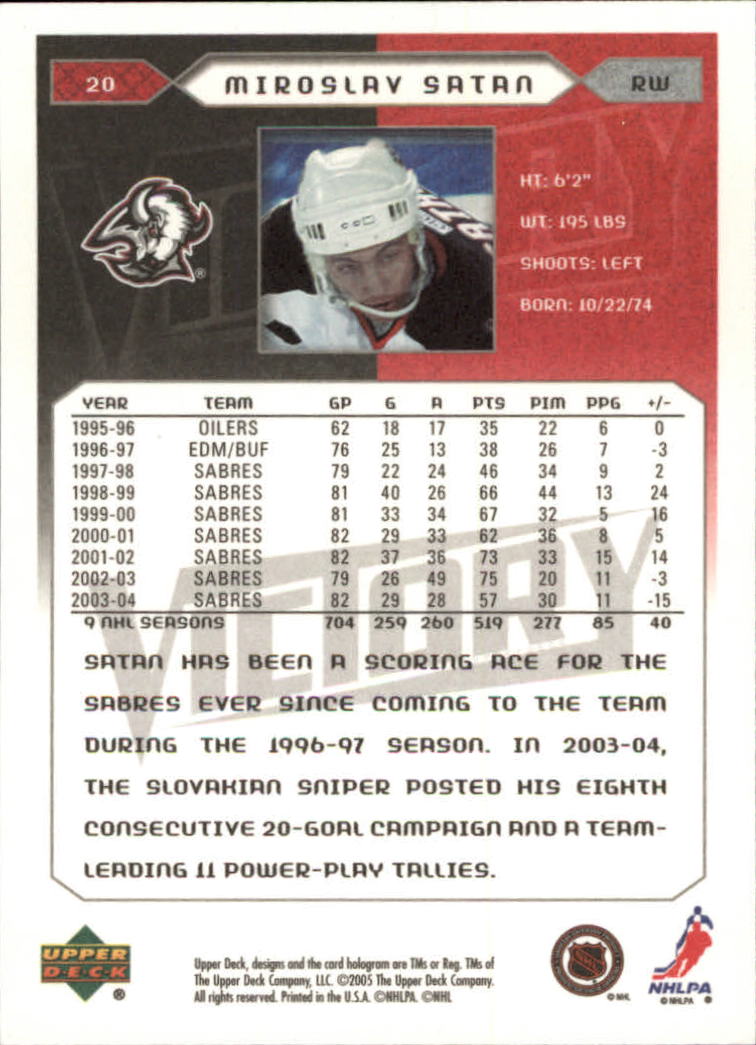 20 MIROSLAV SATAN RW
HT: 6'2"
WT: 195 LBS
SHOOTS: LEFT
BORN: 10/22/74
®
YEAR TEAM GP G A PTS PIM PPG +/-
1995-96 OILERS 62 18 17 35 22 6 0
1996-97 EDM/BUF 76 25 13 38 26 7 -3
1997-98 SABRES 79 22 24 46 34 9 2
1998-99 SABRES 81 40 26 66 44 13 24
1999-00 SABRES 81 33 34 67 32 5 16
2000-01 SABRES 82 29 33 62 36 8 5
2001-02 SABRES 82 37 36 73 33 15 14
2002-03 SABRES 79 26 49 75 20 11 -3
2003-04 SABRES 82 29 28 57 30 11 -15
9 NHL SEASONS 704 259 260 519 277 85 40
VICTORY
SATAN HAS BEEN A SCORING ACE FOR THE
SABRES EVER SINCE COMING TO THE TEAM
DURING THE 1996-97 SEASON. IN 2003-04,
THE SLOVAKIAN SNIPER POSTED HIS EIGHTH
CONSECUTIVE 20-GOAL CAMPAIGN AND A TEAM-
LEADING 11 POWER-PLAY TALLIES.
UPPER
DECK
®
Upper Deck, designs and the card hologram are TMs or Reg. TMs of
The Upper Deck Company, LLC. ©2005 The Upper Deck Company.
All rights reserved. Printed in the U.S.A. ©NHLPA. ©NHL
NHL
© NHL
NHLPA
© NHLPA ®